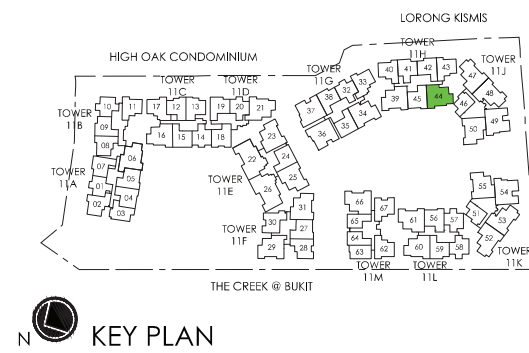 LORONG KISMIS
HIGH OAK CONDOMINIUM
TOWER 11H
TOWER 11J
TOWER 11G
TOWER 11C
TOWER 11D
TOWER 11B
TOWER 11A
TOWER 11E
TOWER 11F
TOWER 11M
TOWER 11L
TOWER 11K
40 41 42 43
39 45 44
47
46 48
50 49
37 38 32 33
36 35 34
10 11
09
08
07 06
01 05
02 04
03
17 12 13
16 15 14 18
19 20 21
22 23
24
26 25
30 31
27
29 28
66 67
65
64
63 62
61 56 57
60 59 58
55 54
51 53
52
THE CREEK @ BUKIT
N
KEY PLAN